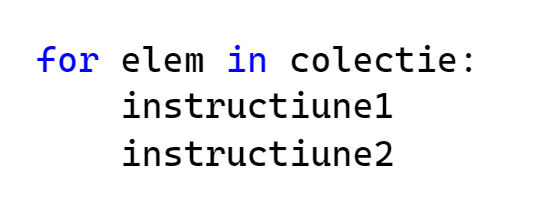 for elem in colectie:
    instructiune1
    instructiune2